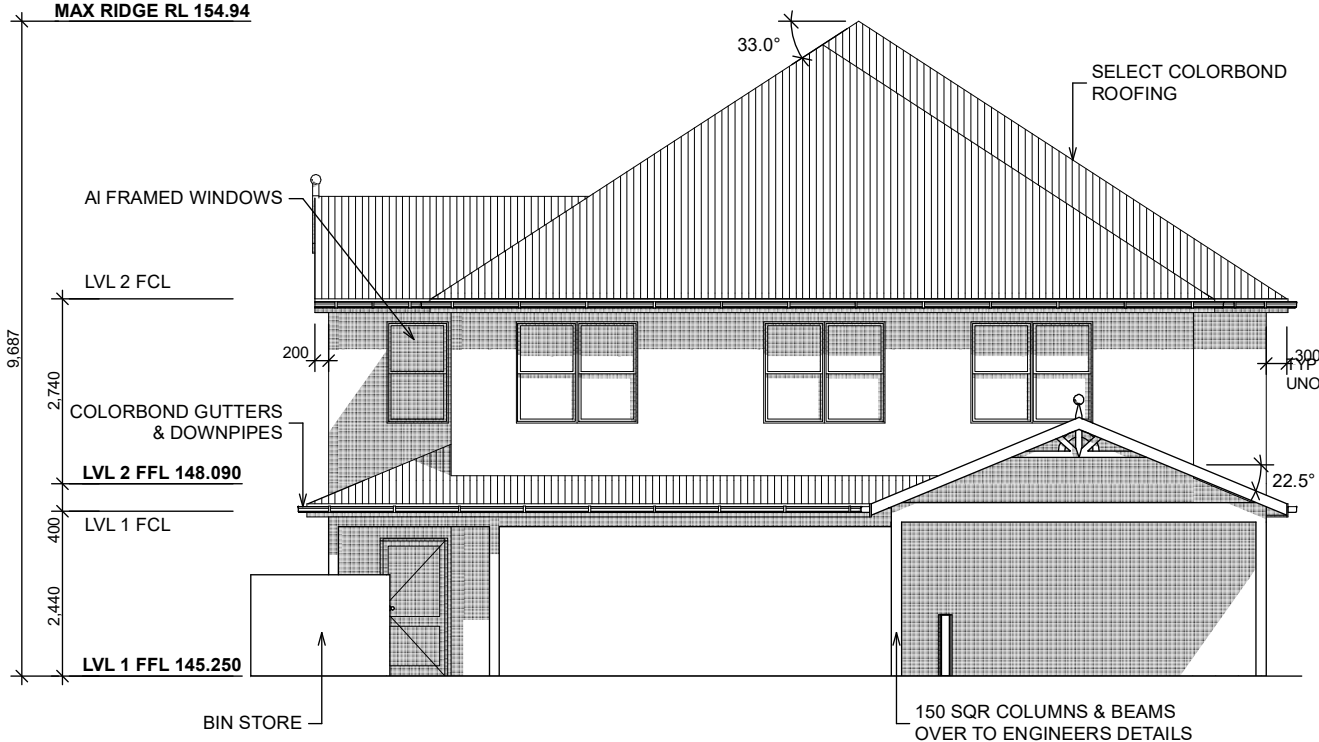 MAX RIDGE RL 154.94
33.0°
SELECT COLORBOND
ROOFING
Al FRAMED WINDOWS
LVL 2 FCL
9,687
200
300
TYP
UNO
2,740
COLORBOND GUTTERS
& DOWNPIPES
LVL 2 FFL 148.090
22.5°
400
LVL 1 FCL
2,440
LVL 1 FFL 145.250
BIN STORE
150 SQR COLUMNS & BEAMS
OVER TO ENGINEERS DETAILS